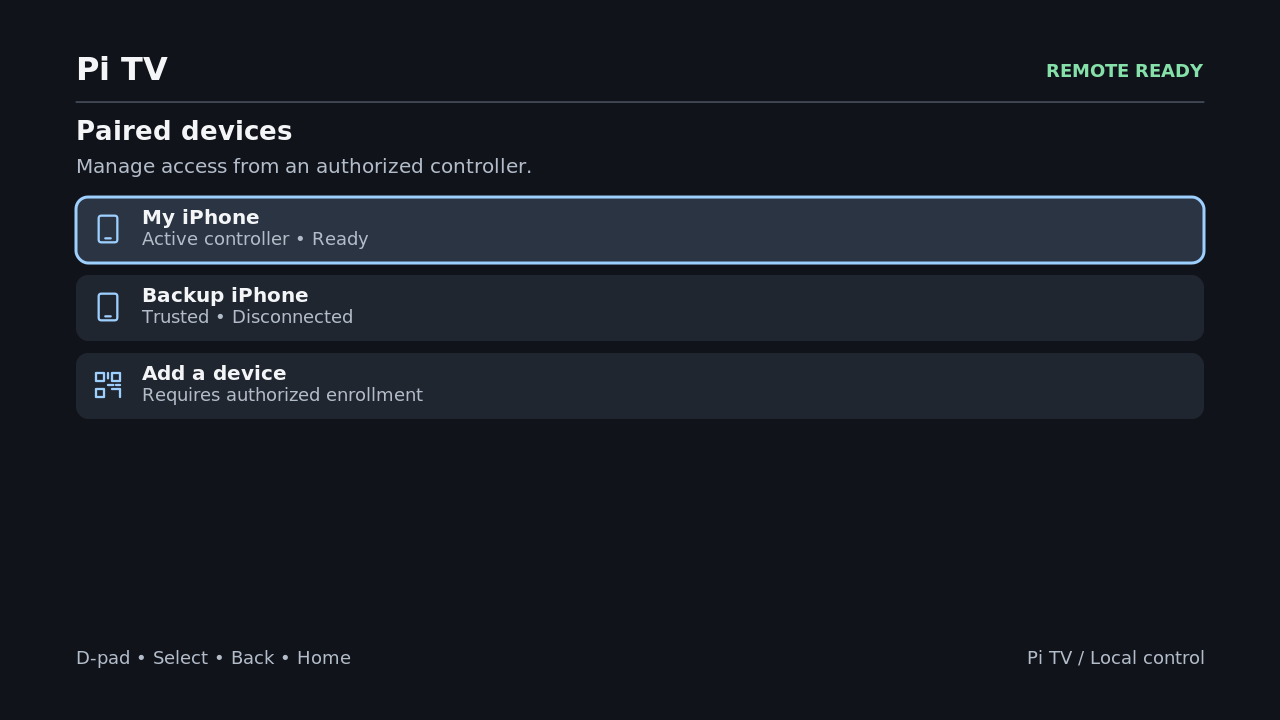 Pi TV
REMOTE READY
Paired devices
Manage access from an authorized controller.
My iPhone
Active controller • Ready
Backup iPhone
Trusted • Disconnected
Add a device
Requires authorized enrollment
D-pad • Select • Back • Home
Pi TV / Local control